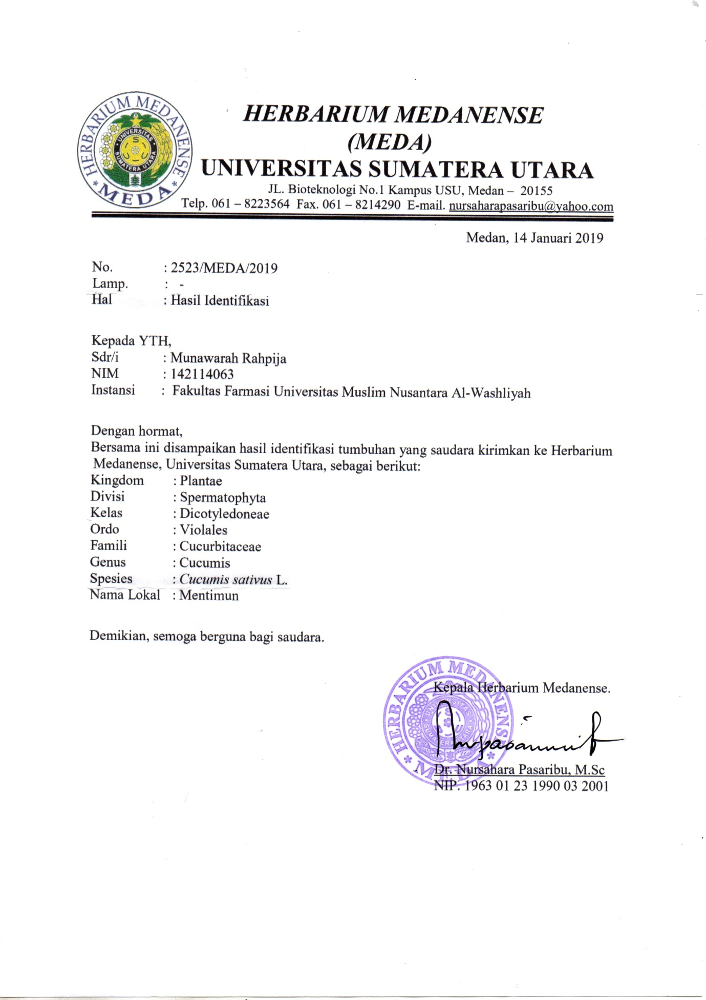 HERBARIUM MEDANENSE
MEDA
UNIVERSITAS
SUMATERA UTARA
HERBARIUM MEDANENSE
(MEDA)
UNIVERSITAS SUMATERA UTARA
JL. Bioteknologi No.1 Kampus USU, Medan – 20155
Telp. 061 – 8223564 Fax. 061 – 8214290 E-mail. nursaharapasaribu@yahoo.com
Medan, 14 Januari 2019
No. : 2523/MEDA/2019
Lamp. : -
Hal : Hasil Identifikasi
Kepada YTH,
Sdr/i : Munawarah Rahpija
NIM : 142114063
Instansi : Fakultas Farmasi Universitas Muslim Nusantara Al-Washliyah
Dengan hormat,
Bersama ini disampaikan hasil identifikasi tumbuhan yang saudara kirimkan ke Herbarium
Medanense, Universitas Sumatera Utara, sebagai berikut:
Kingdom : Plantae
Divisi : Spermatophyta
Kelas : Dicotyledoneae
Ordo : Violales
Famili : Cucurbitaceae
Genus : Cucumis
Spesies : Cucumis sativus L.
Nama Lokal : Mentimun
Demikian, semoga berguna bagi saudara.
Kepala Herbarium Medanense.
HERBARIUM MEDANENSE
MEDA
UNIVERSITAS
SUMATERA UTARA
Dr. Nursahara Pasaribu, M.Sc
NIP. 1963 01 23 1990 03 2001